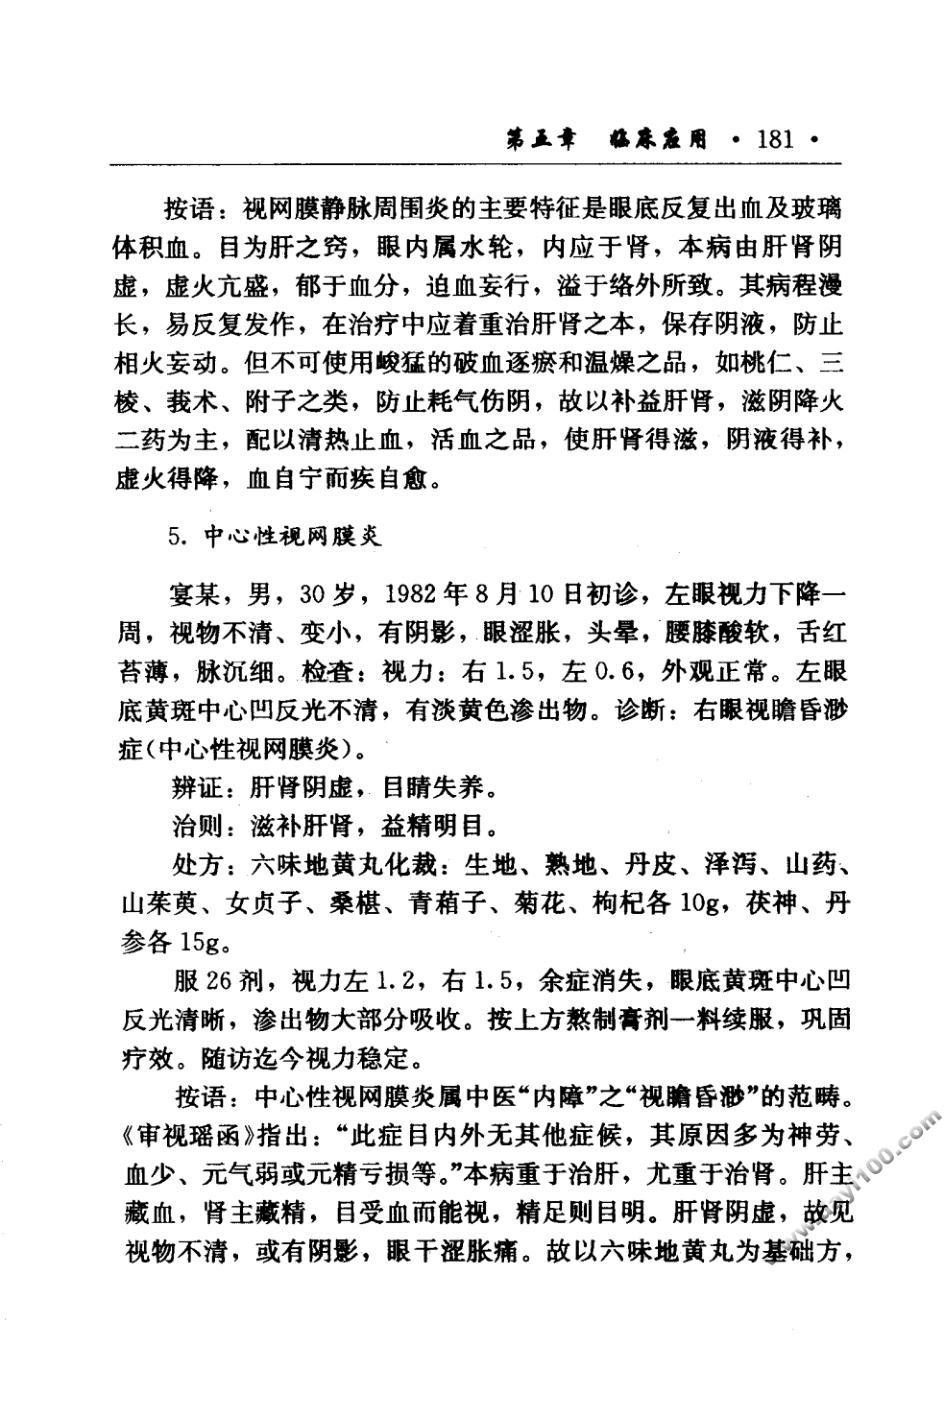 第五章 临床应用 · 181 ·
按语：视网膜静脉周围炎的主要特征是眼底反复出血及玻璃
体积血。目为肝之窍，眼内属水轮，内应于肾，本病由肝肾阴
虚，虚火亢盛，郁于血分，迫血妄行，溢于络外所致。其病程漫
长，易反复发作，在治疗中应着重治肝肾之本，保存阴液，防止
相火妄动。但不可使用峻猛的破血逐瘀和温燥之品，如桃仁、三
棱、莪术、附子之类，防止耗气伤阴，故以补益肝肾，滋阴降火
二药为主，配以清热止血，活血之品，使肝肾得滋，阴液得补，
虚火得降，血自宁而疾自愈。
5. 中心性视网膜炎
宴某，男，30岁，1982年8月10日初诊，左眼视力下降一
周，视物不清、变小，有阴影，眼涩胀，头晕，腰膝酸软，舌红
苔薄，脉沉细。检查：视力：右1.5，左0.6，外观正常。左眼
底黄斑中心凹反光不清，有淡黄色渗出物。诊断：右眼视瞻昏渺
症(中心性视网膜炎)。
辨证：肝肾阴虚，目睛失养。
治则：滋补肝肾，益精明目。
处方：六味地黄丸化裁：生地、熟地、丹皮、泽泻、山药、
山茱萸、女贞子、桑椹、青葙子、菊花、枸杞各10g，茯神、丹
参各15g。
服26剂，视力左1.2，右1.5，余症消失，眼底黄斑中心凹
反光清晰，渗出物大部分吸收。按上方熬制膏剂一料续服，巩固
疗效。随访迄今视力稳定。
按语：中心性视网膜炎属中医“内障”之“视瞻昏渺”的范畴。
《审视瑶函》指出：“此症目内外无其他症候，其原因多为神劳、
血少、元气弱或元精亏损等。”本病重于治肝，尤重于治肾。肝主
藏血，肾主藏精，目受血而能视，精足则目明。肝肾阴虚，故见
视物不清，或有阴影，眼干涩胀痛。故以六味地黄丸为基础方，